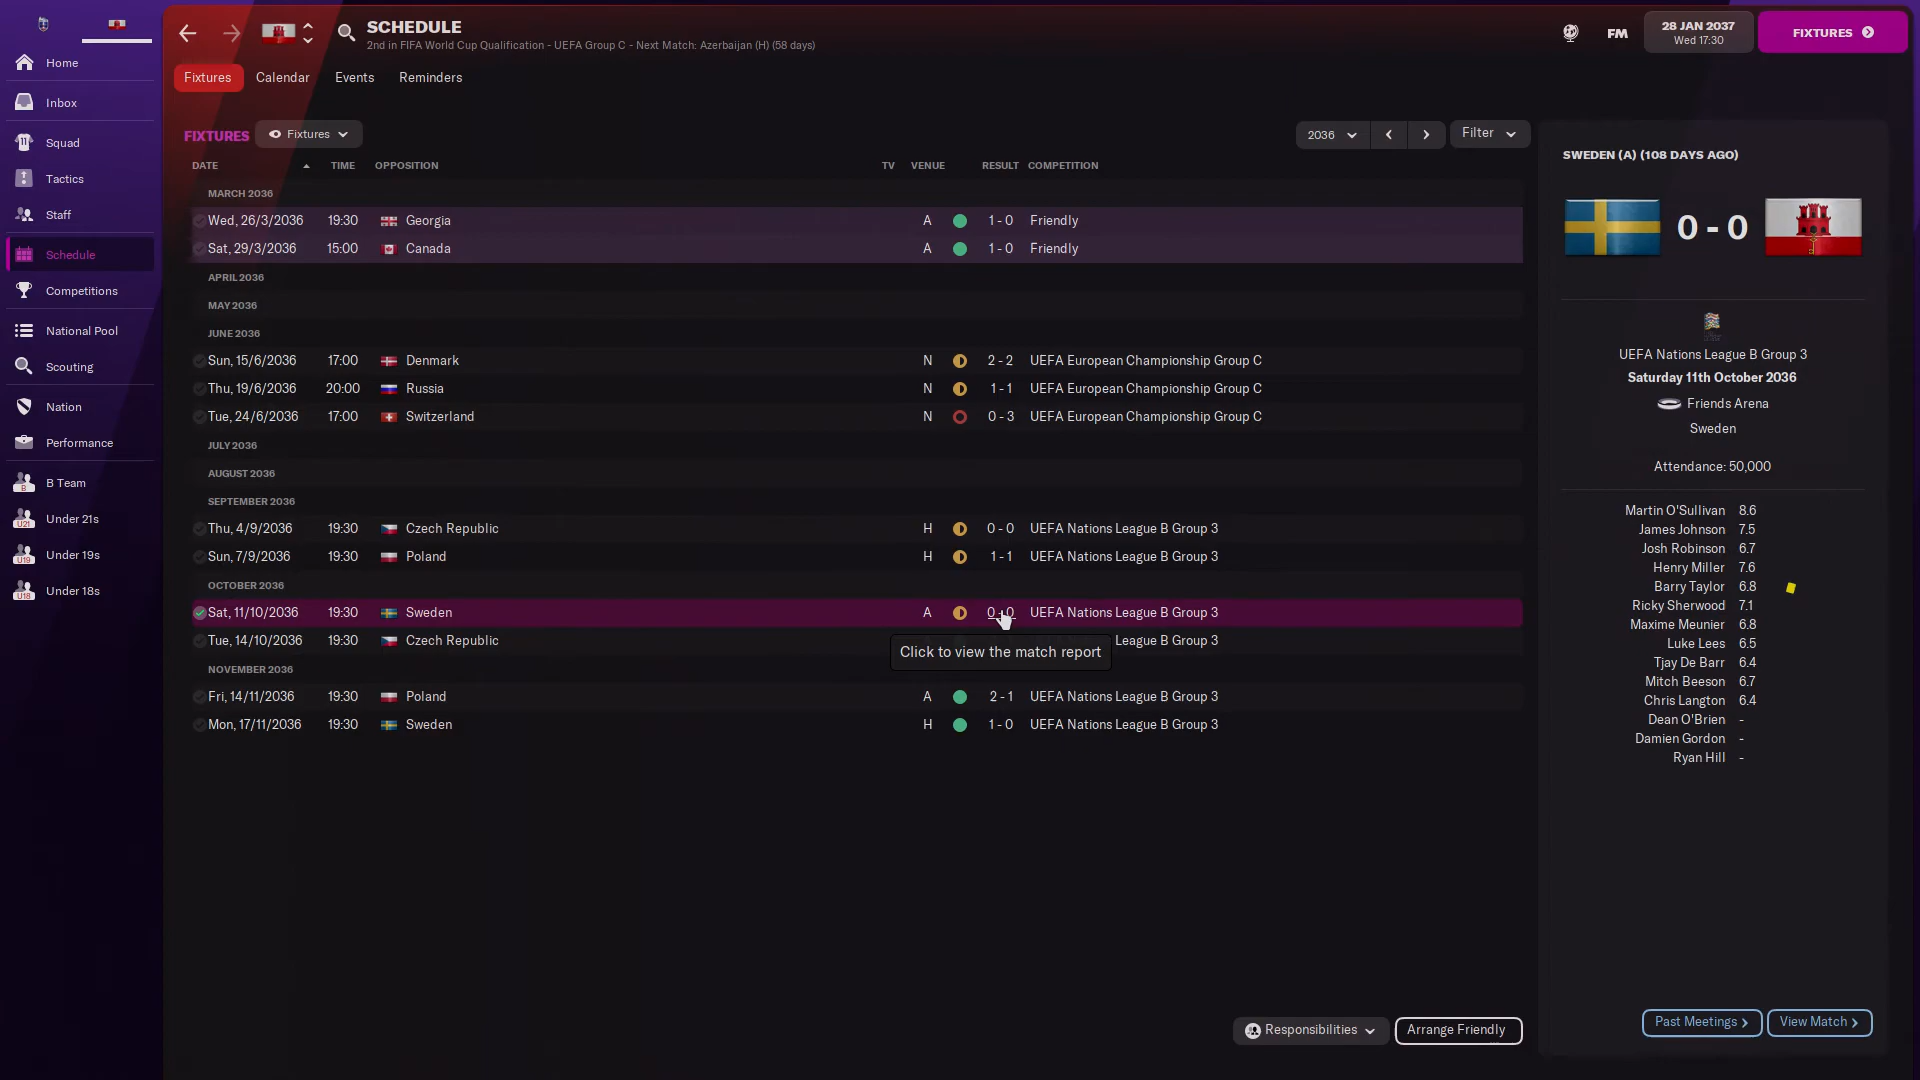 SCHEDULE
2nd in FIFA World Cup Qualification - UEFA Group C - Next Match: Azerbaijan (H) (58 days)
FM
28 JAN 2037
Wed 17:30
FIXTURES
Home
Inbox
Squad
Tactics
Staff
Schedule
Competitions
National Pool
Scouting
Nation
Performance
B Team
Under 21s
Under 19s
Under 18s
Fixtures Calendar Events Reminders
FIXTURES Fixtures 2036 Filter
DATE TIME OPPOSITION TV VENUE RESULT COMPETITION
MARCH 2036
Wed, 26/3/2036 19:30 Georgia A 1 - 0 Friendly
Sat, 29/3/2036 15:00 Canada A 1 - 0 Friendly
APRIL 2036
MAY 2036
JUNE 2036
Sun, 15/6/2036 17:00 Denmark N 2 - 2 UEFA European Championship Group C
Thu, 19/6/2036 20:00 Russia N 1 - 1 UEFA European Championship Group C
Tue, 24/6/2036 17:00 Switzerland N 0 - 3 UEFA European Championship Group C
JULY 2036
AUGUST 2036
SEPTEMBER 2036
Thu, 4/9/2036 19:30 Czech Republic H 0 - 0 UEFA Nations League B Group 3
Sun, 7/9/2036 19:30 Poland H 1 - 1 UEFA Nations League B Group 3
OCTOBER 2036
Sat, 11/10/2036 19:30 Sweden A 0 - 0 UEFA Nations League B Group 3
Tue, 14/10/2036 19:30 Czech Republic League B Group 3
Click to view the match report
NOVEMBER 2036
Fri, 14/11/2036 19:30 Poland A 2 - 1 UEFA Nations League B Group 3
Mon, 17/11/2036 19:30 Sweden H 1 - 0 UEFA Nations League B Group 3
Responsibilities Arrange Friendly
SWEDEN (A) (108 DAYS AGO)
0 - 0
UEFA Nations League B Group 3
Saturday 11th October 2036
Friends Arena
Sweden
Attendance: 50,000
Martin O'Sullivan 8.6
James Johnson 7.5
Josh Robinson 6.7
Henry Miller 7.6
Barry Taylor 6.8
Ricky Sherwood 7.1
Maxime Meunier 6.8
Luke Lees 6.5
Tjay De Barr 6.4
Mitch Beeson 6.7
Chris Langton 6.4
Dean O'Brien -
Damien Gordon -
Ryan Hill -
Past Meetings View Match